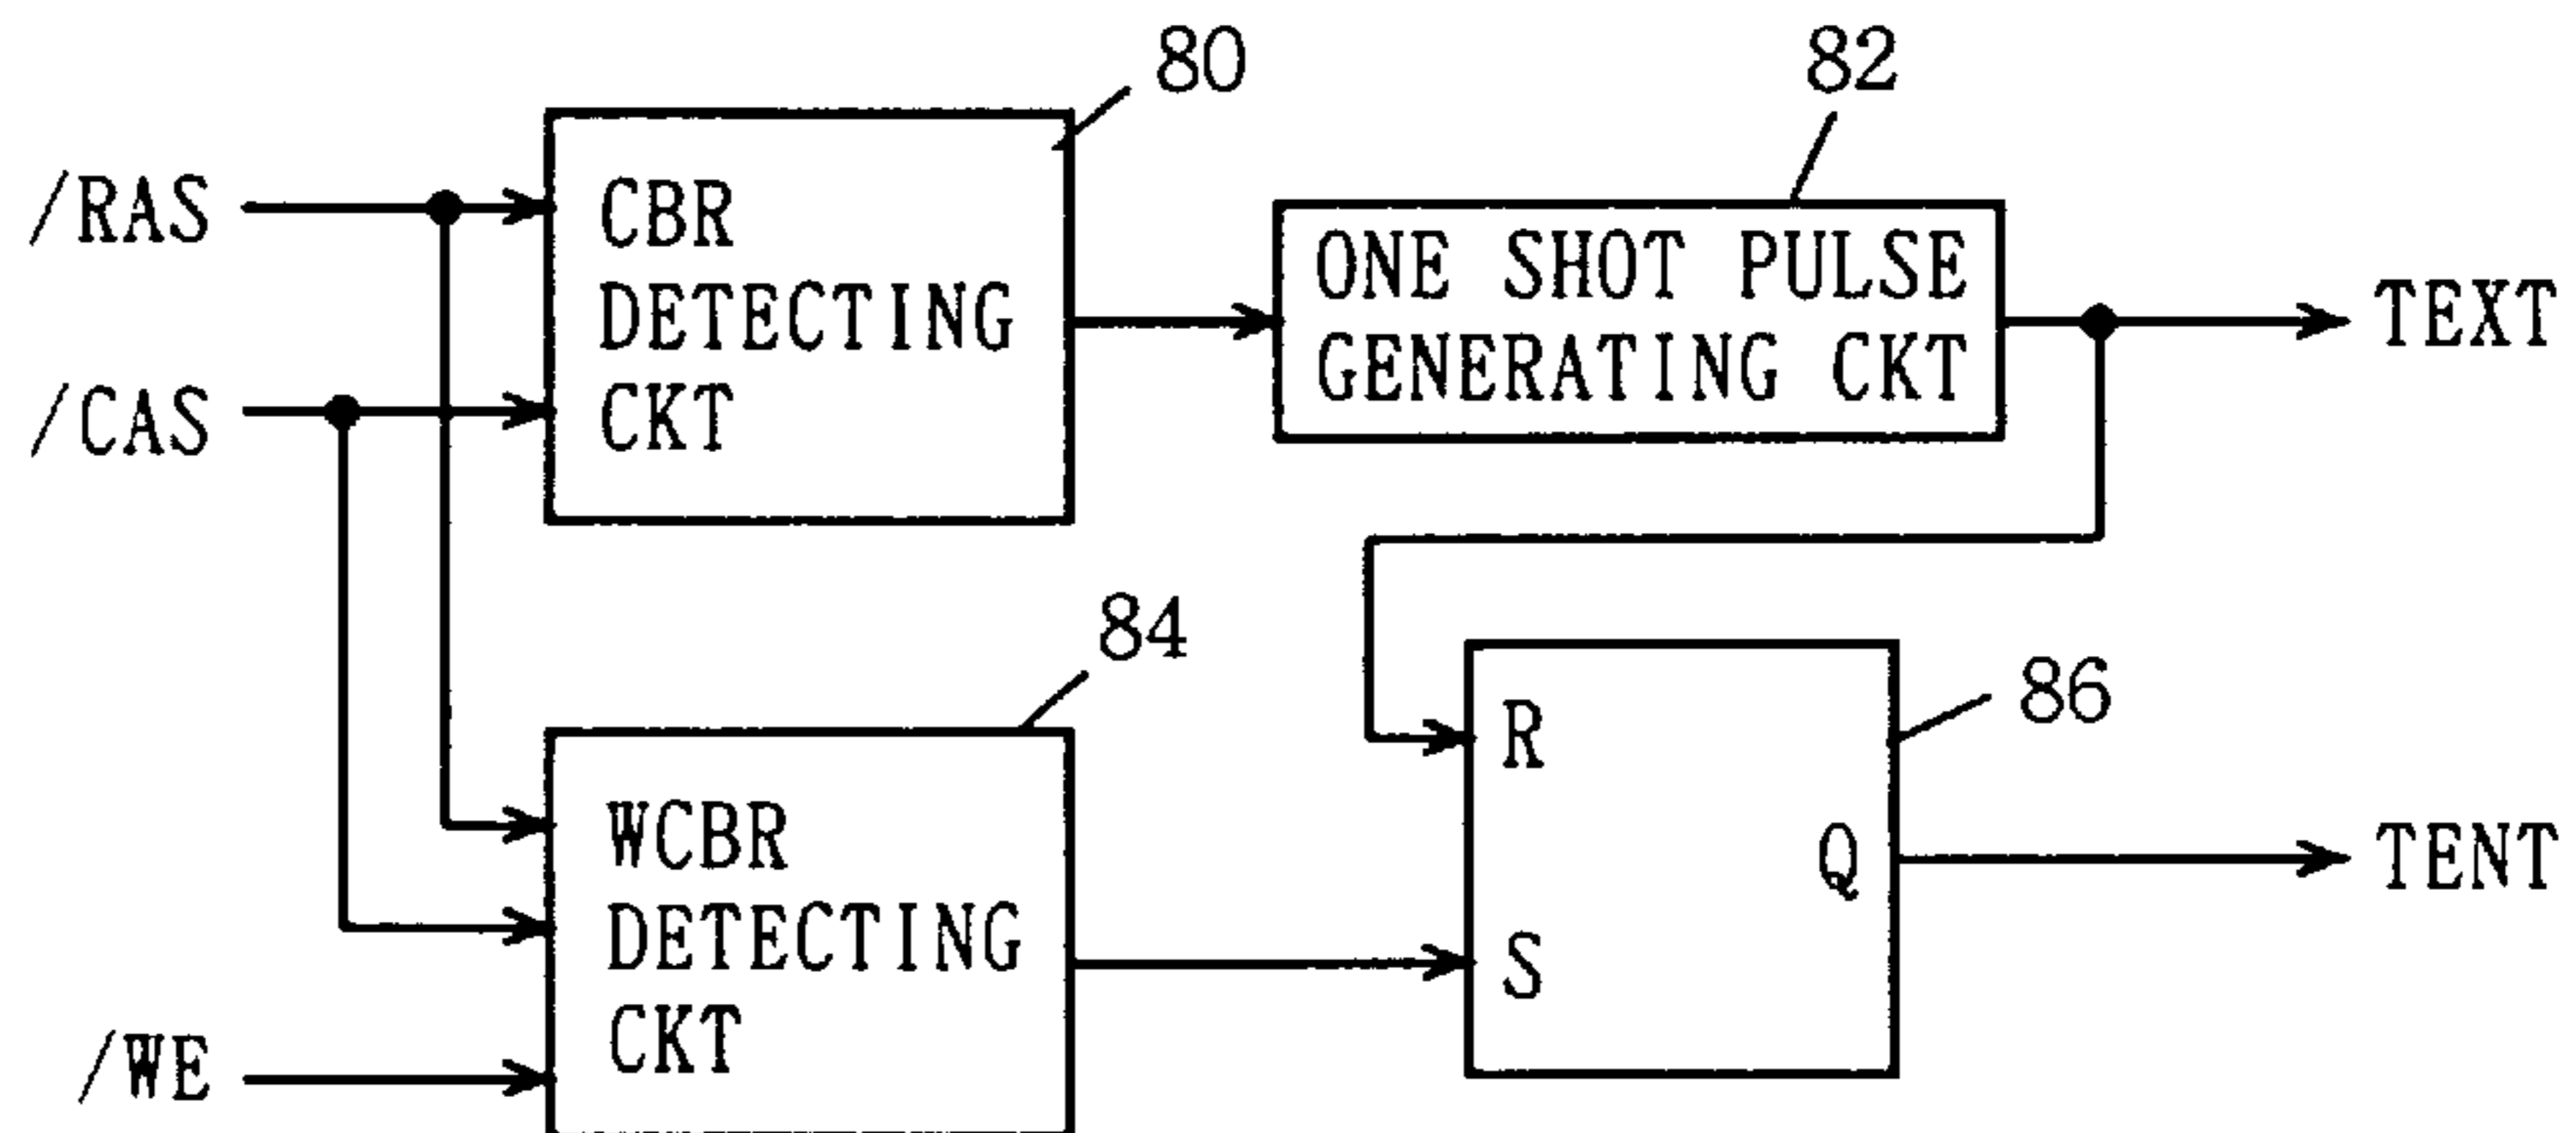 80
82
/RAS
CBR
DETECTING
CKT
/CAS
ONE SHOT PULSE
GENERATING CKT
TEXT
84
86
WCBR
DETECTING
CKT
/WE
R
S
Q
TENT